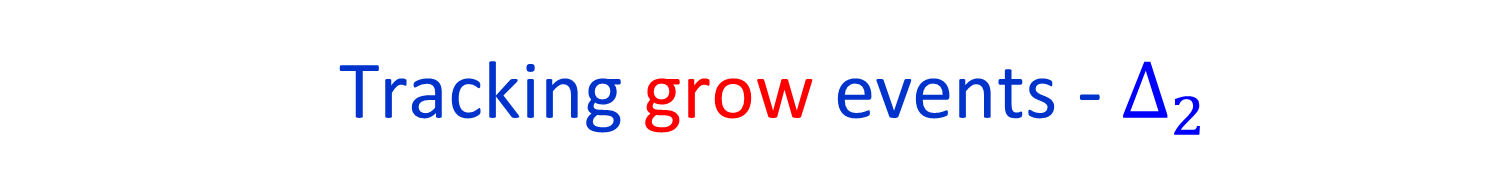 Tracking grow events - Δ₂